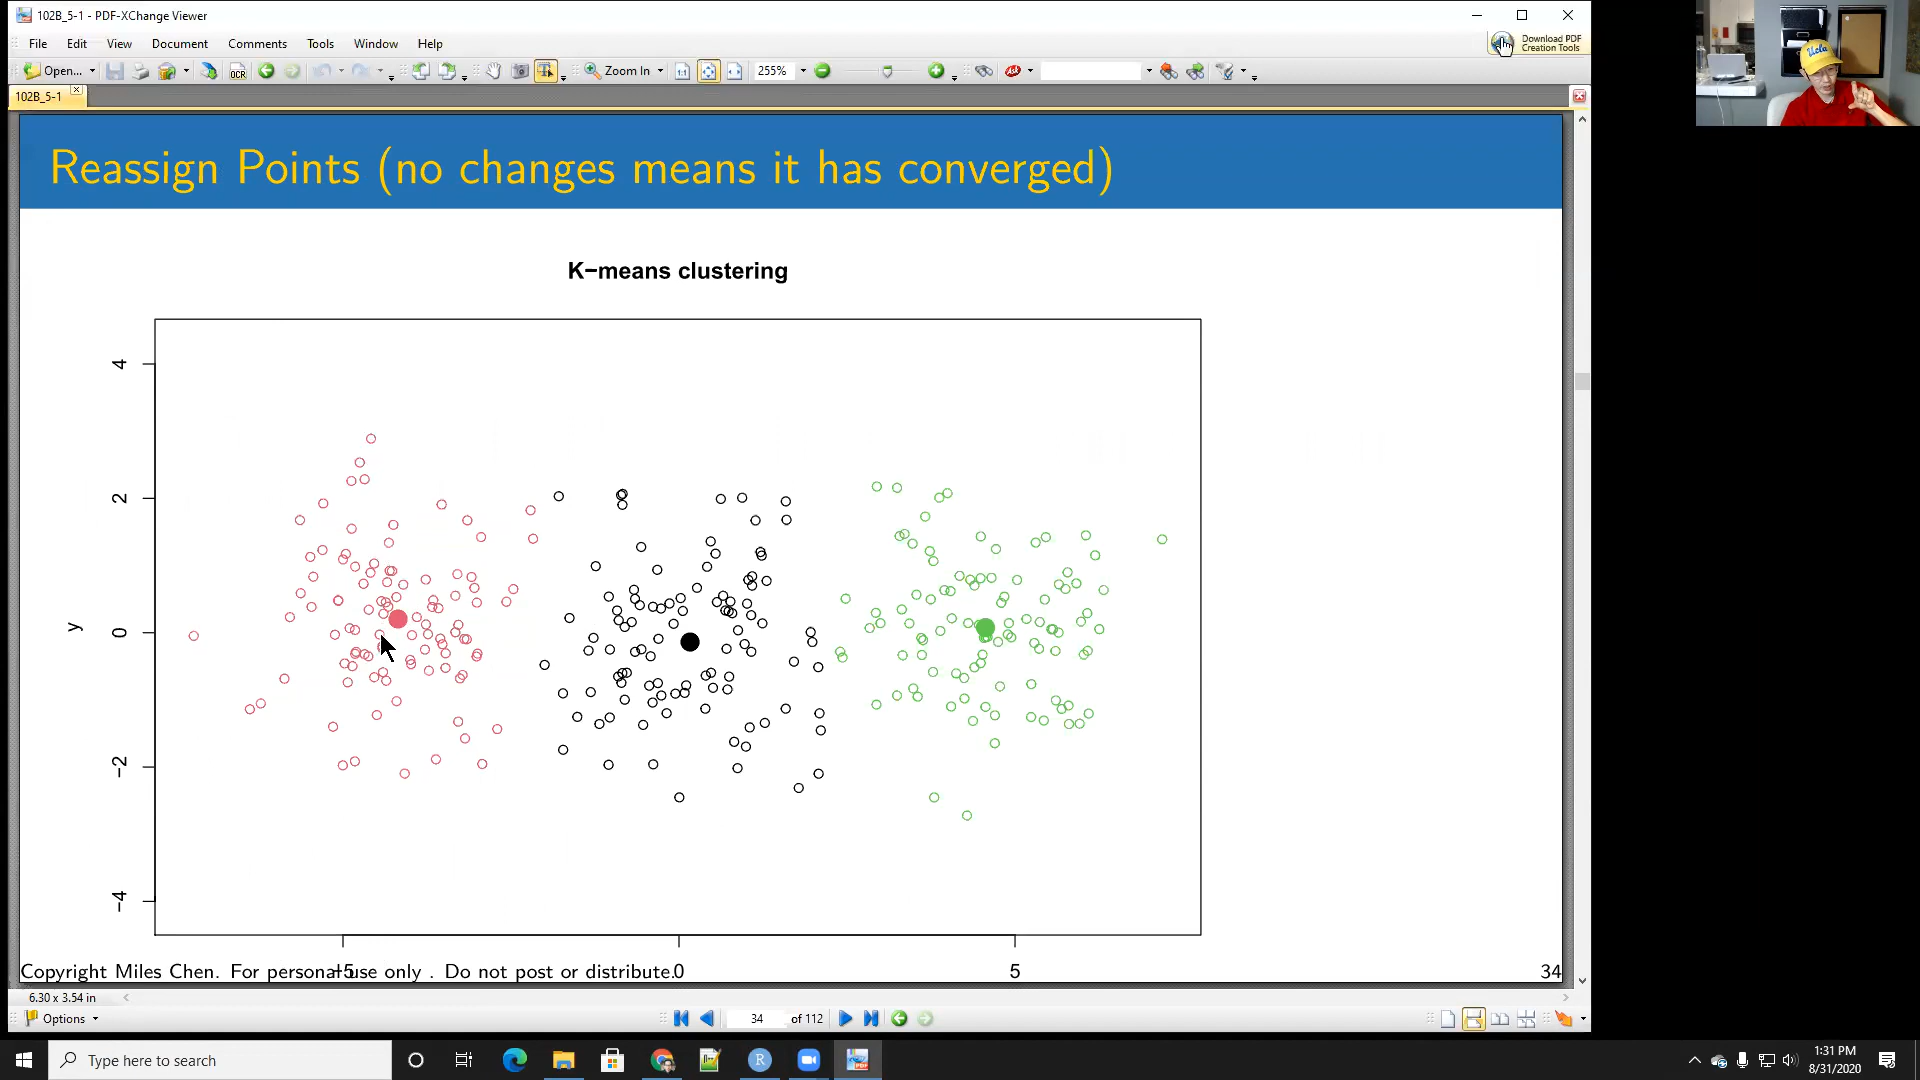 102B_5-1 - PDF-XChange Viewer
File Edit View Document Comments Tools Window Help
Download PDF
Creation Tools
Ucla
Open... OCR Zoom In 255%
102B_5-1
Reassign Points (no changes means it has converged)
K−means clustering
4
2
0
−2
−4
y
−5 0 5
Copyright Miles Chen. For personal use only . Do not post or distribute.
34
6.30 x 3.54 in
Options 34 of 112
Type here to search
1:31 PM
8/31/2020